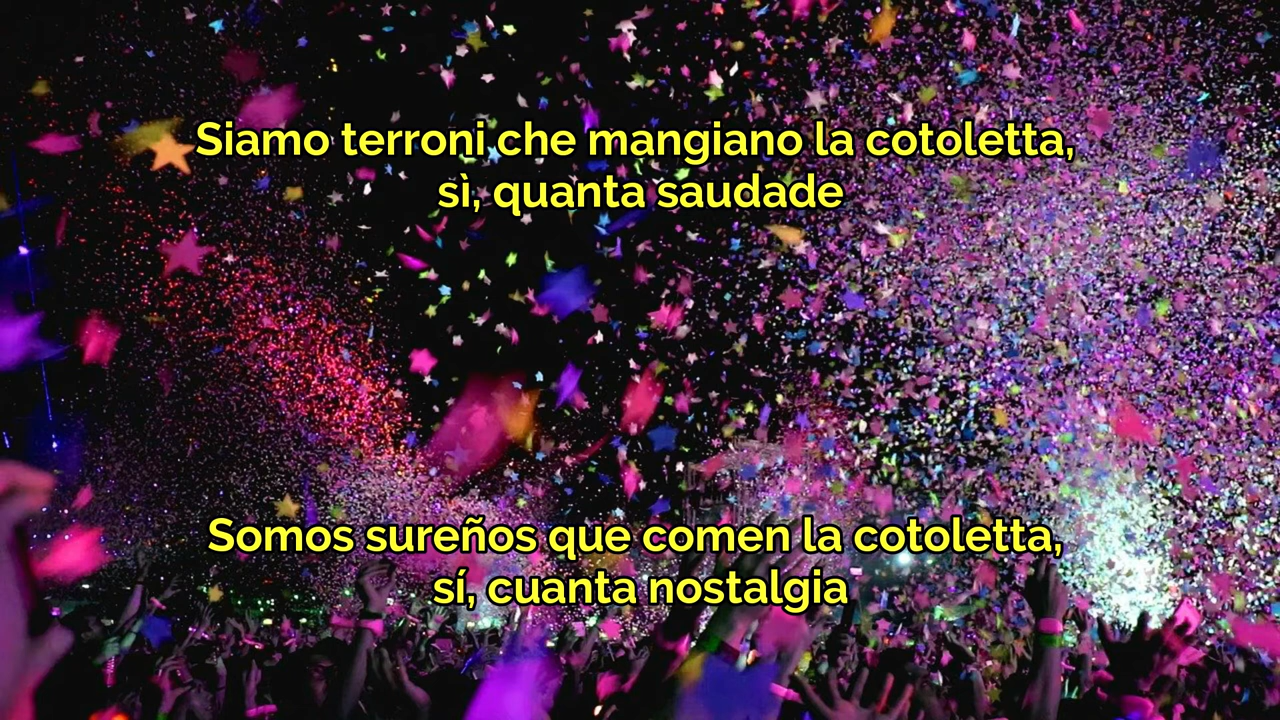 Siamo terroni che mangiano la cotoletta,
sì, quanta saudade
Somos sureños que comen la cotoletta,
sí, cuanta nostalgia